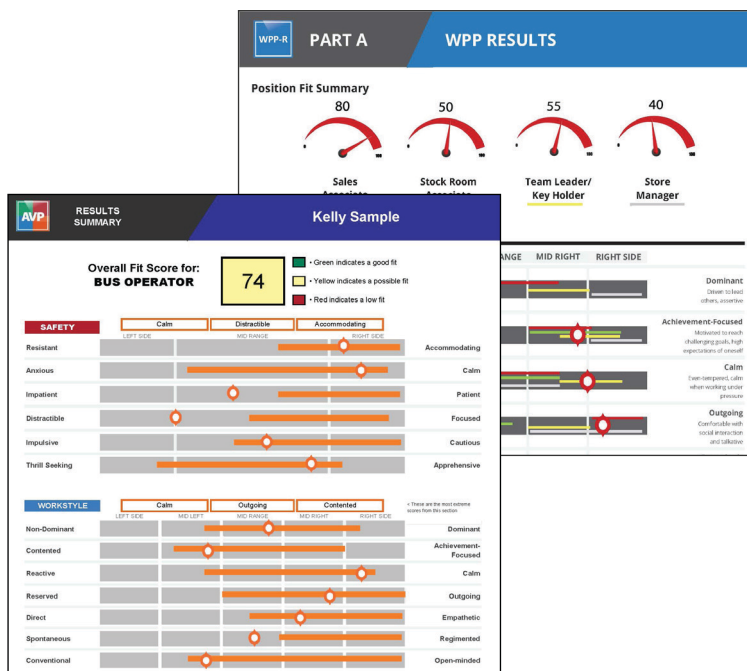 WPP-R
PART A
WPP RESULTS
Position Fit Summary
80
50
55
40
100
100
100
100
Sales
Stock Room
Team Leader/
Key Holder
Store
Manager
MID RIGHT
RIGHT SIDE
Dominant
Driven to lead
others, assertive
Achievement-Focused
Motivated to reach
challenging goals, high
expectations of oneself
Calm
Even-tempered, calm
when working under
pressure
Outgoing
Comfortable with
social interaction
and talkative
AVP
RESULTS
SUMMARY
Kelly Sample
Overall Fit Score for:
BUS OPERATOR
74
• Green indicates a good fit
• Yellow indicates a possible fit
• Red indicates a low fit
SAFETY
Calm
Distractible
Accommodating
LEFT SIDE
MID RANGE
RIGHT SIDE
Resistant
Accommodating
Anxious
Calm
Impatient
Patient
Distractible
Focused
Impulsive
Cautious
Thrill Seeking
Apprehensive
WORKSTYLE
Calm
Outgoing
Contented
< These are the most extreme
scores from this section.
LEFT SIDE
MID LEFT
MID RANGE
MID RIGHT
RIGHT SIDE
Non-Dominant
Dominant
Contented
Achievement-
Focused
Reactive
Calm
Reserved
Outgoing
Direct
Empathetic
Spontaneous
Regimented
Conventional
Open-minded